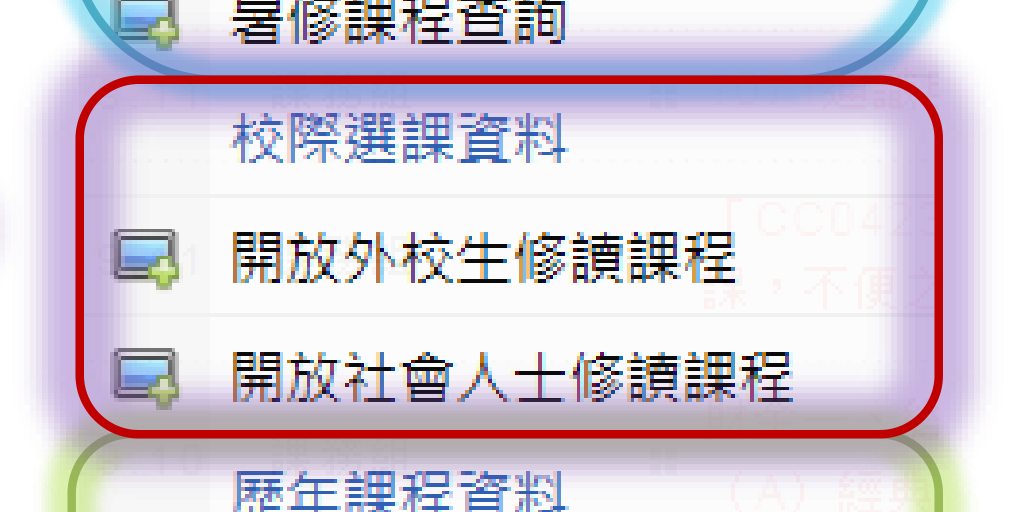 暑修課程查詢
校際選課資料
開放外校生修讀課程
開放社會人士修讀課程
歷年課程資料